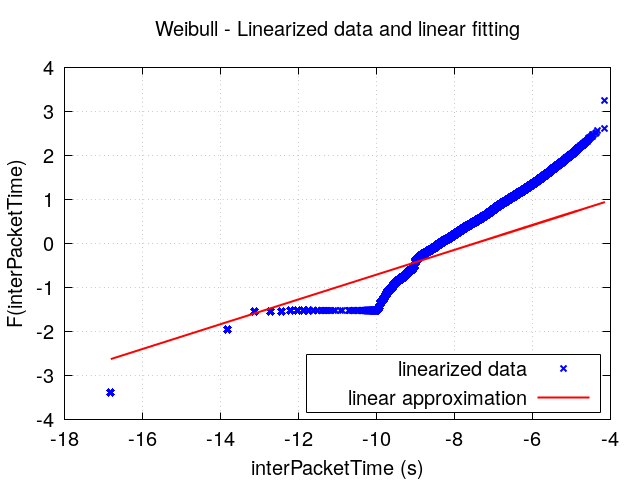 Weibull - Linearized data and linear fitting
F(interPacketTime)
4
3
2
1
0
-1
-2
-3
-4
linearized data
linear approximation
-18 -16 -14 -12 -10 -8 -6 -4
interPacketTime (s)